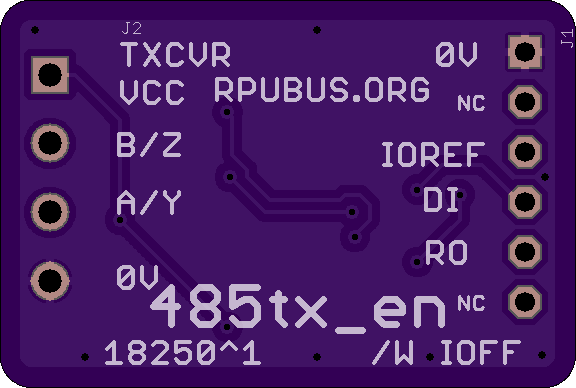 J2
TXCVR 0V
J1
VCC RPUBUS.ORG NC
B/Z IOREF
A/Y DI
RO
0V 485tx_en NC
18250^1 /W IOFF